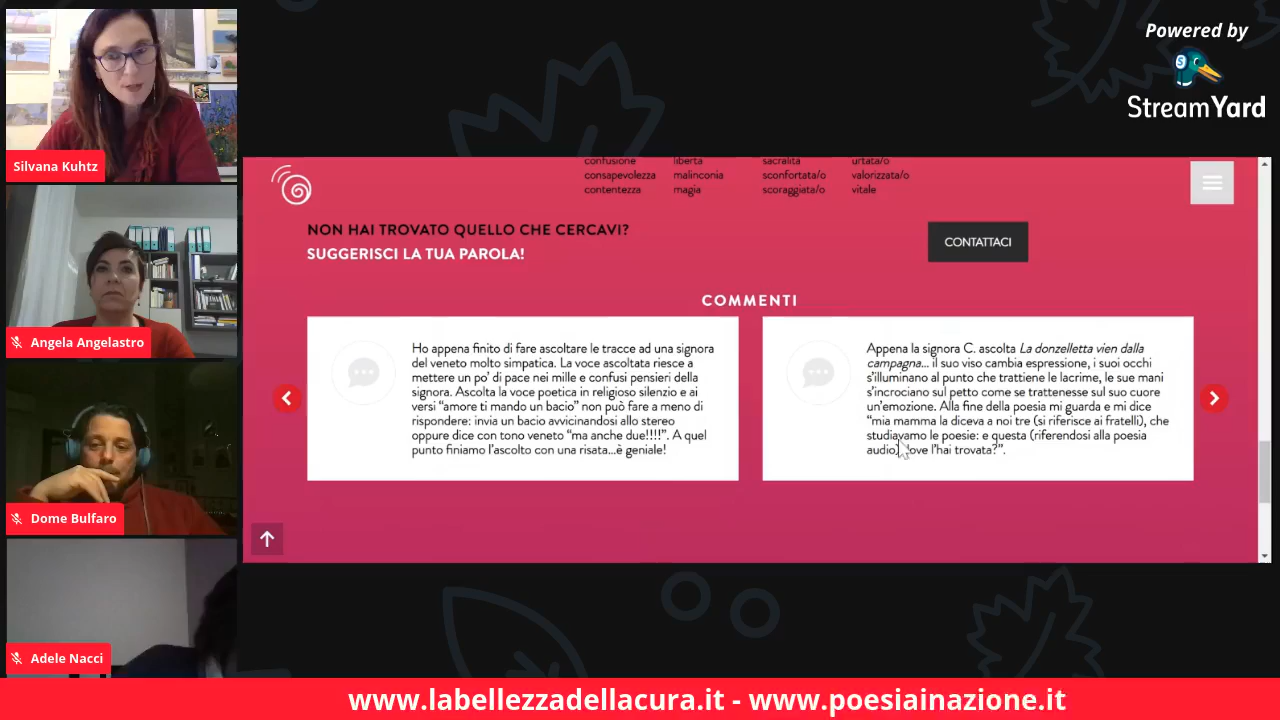 Powered by
StreamYard
Silvana Kuhtz
Angela Angelastro
Dome Bulfaro
Adele Nacci
confusione libertà sacralità urtata/o
consapevolezza malinconia sconfortata/o valorizzata/o
contentezza magia scoraggiata/o vitale
NON HAI TROVATO QUELLO CHE CERCAVI?
SUGGERISCI LA TUA PAROLA!
CONTATTACI
COMMENTI
Ho appena finito di fare ascoltare le tracce ad una signora
del veneto molto simpatica. La voce ascoltata riesce a
mettere un po’ di pace nei mille e confusi pensieri della
signora. Ascolta la voce poetica in religioso silenzio e ai
versi “amore ti mando un bacio” non può fare a meno di
rispondere: invia un bacio avvicinandosi allo stereo
oppure dice con tono veneto “ma anche due!!!!”. A quel
punto finiamo l’ascolto con una risata…è geniale!
Appena la signora C. ascolta La donzelletta vien dalla
campagna… il suo viso cambia espressione, i suoi occhi
s’illuminano al punto che trattiene le lacrime, le sue mani
s’incrociano sul petto come se trattenesse sul suo cuore
un’emozione. Alla fine della poesia mi guarda e mi dice
“mia mamma la diceva a noi tre (si riferisce ai fratelli), che
studiavamo le poesie: e questa (riferendosi alla poesia
audio) dove l’hai trovata?”.
www.labellezzadellacura.it - www.poesiainazione.it